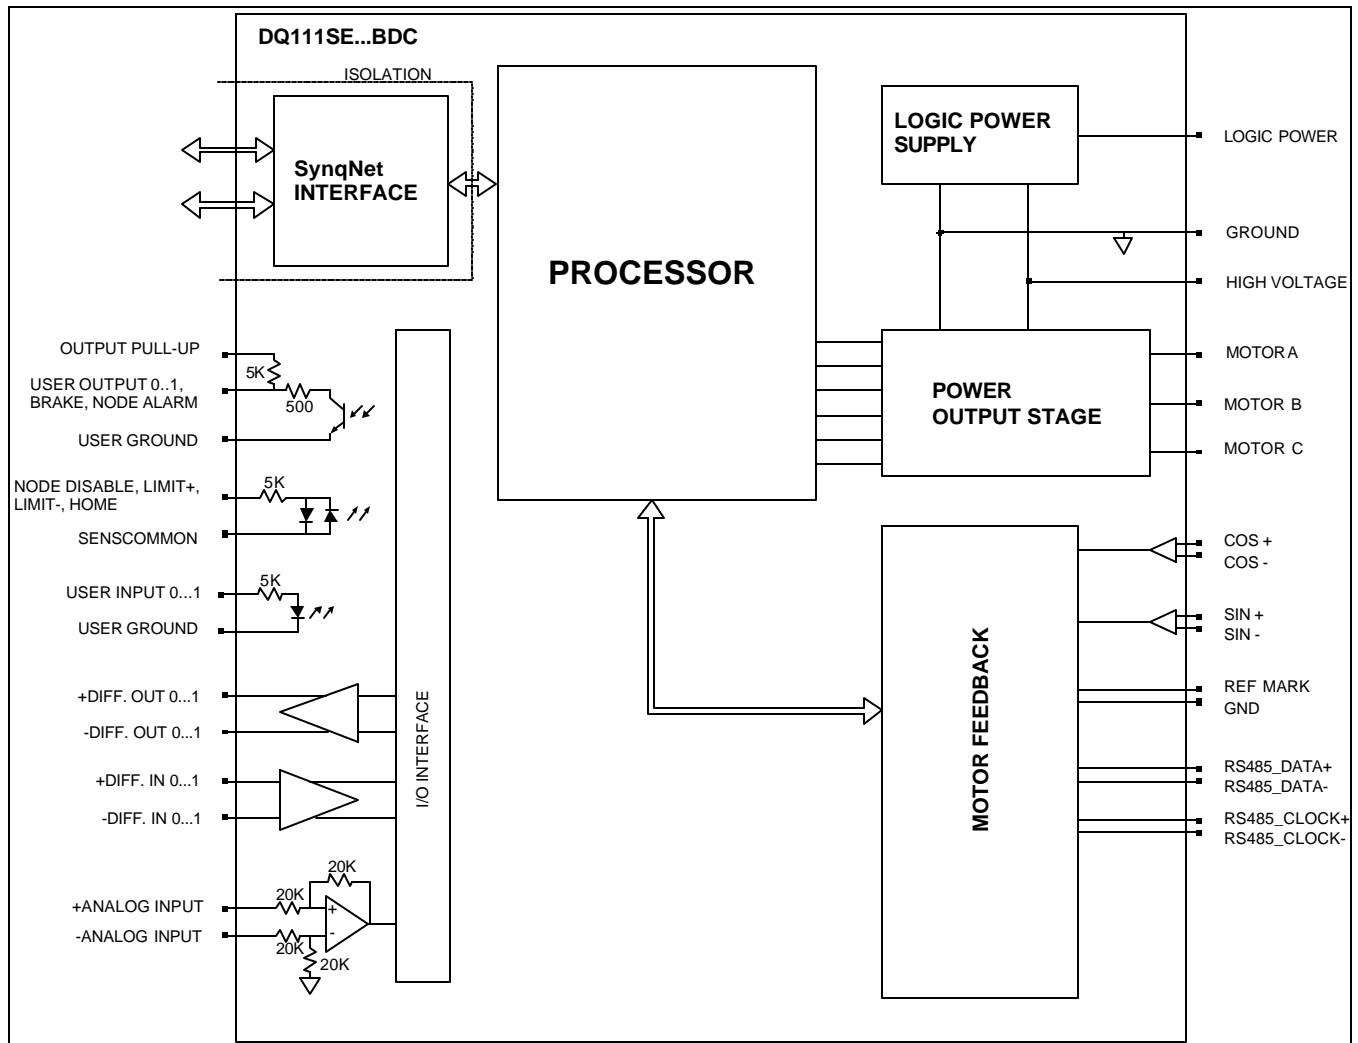 DQ111SE...BDC
ISOLATION
SynqNet
INTERFACE
PROCESSOR
LOGIC POWER
SUPPLY
LOGIC POWER
GROUND
HIGH VOLTAGE
POWER
OUTPUT STAGE
MOTOR A
MOTOR B
MOTOR C
OUTPUT PULL-UP
5K
USER OUTPUT 0..1,
BRAKE, NODE ALARM
500
USER GROUND
NODE DISABLE, LIMIT+,
LIMIT-, HOME
5K
SENSCOMMON
USER INPUT 0...1
5K
USER GROUND
+DIFF. OUT 0...1
-DIFF. OUT 0...1
+DIFF. IN 0...1
-DIFF. IN 0...1
+ANALOG INPUT
-ANALOG INPUT
20K
20K
+
-
20K
20K
I/O INTERFACE
MOTOR FEEDBACK
COS +
COS -
SIN +
SIN -
REF MARK
GND
RS485_DATA+
RS485_DATA-
RS485_CLOCK+
RS485_CLOCK-